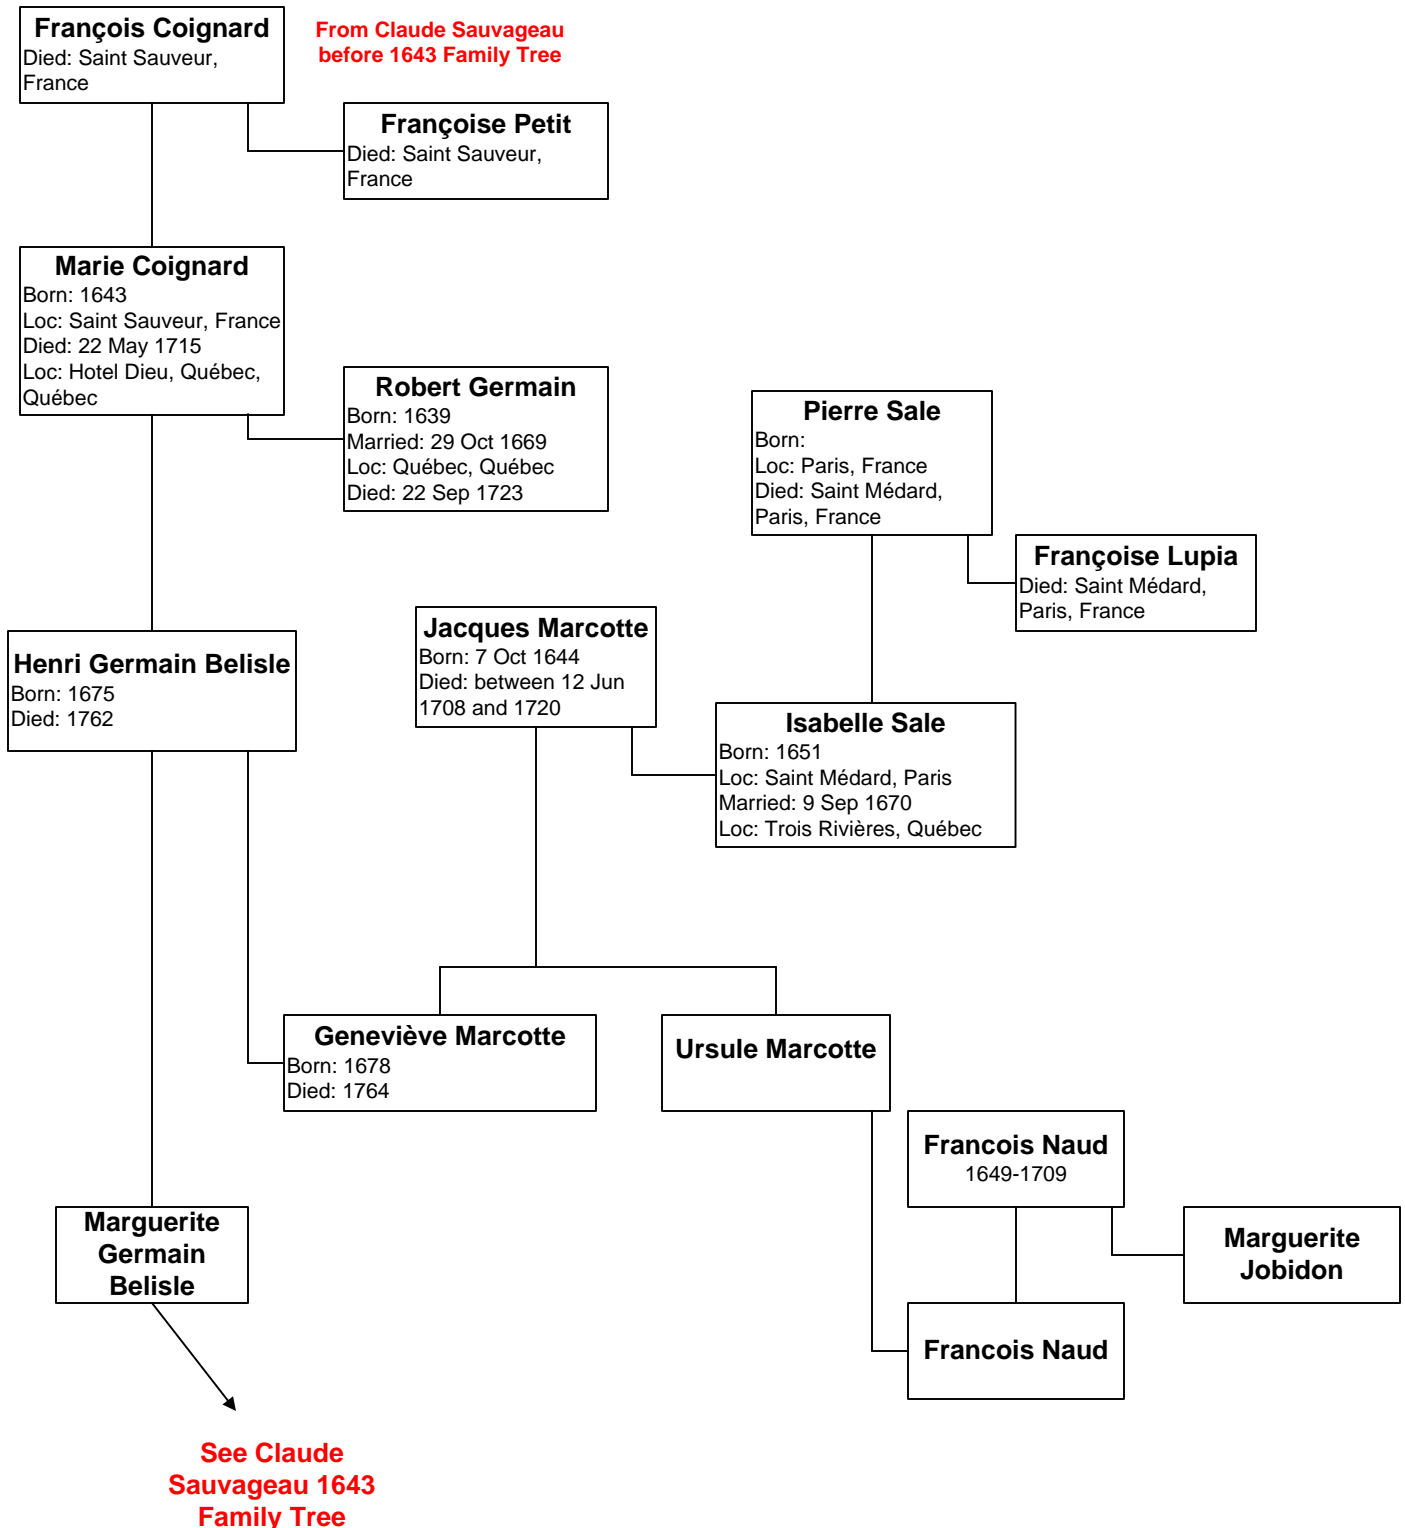 François Coignard
Died: Saint Sauveur,
France
From Claude Sauvageau
before 1643 Family Tree
Françoise Petit
Died: Saint Sauveur,
France
Marie Coignard
Born: 1643
Loc: Saint Sauveur, France
Died: 22 May 1715
Loc: Hotel Dieu, Québec,
Québec
Robert Germain
Born: 1639
Married: 29 Oct 1669
Loc: Québec, Québec
Died: 22 Sep 1723
Pierre Sale
Born:
Loc: Paris, France
Died: Saint Médard,
Paris, France
Françoise Lupia
Died: Saint Médard,
Paris, France
Jacques Marcotte
Born: 7 Oct 1644
Died: between 12 Jun
1708 and 1720
Henri Germain Belisle
Born: 1675
Died: 1762
Isabelle Sale
Born: 1651
Loc: Saint Médard, Paris
Married: 9 Sep 1670
Loc: Trois Rivières, Québec
Geneviève Marcotte
Born: 1678
Died: 1764
Ursule Marcotte
Francois Naud
1649-1709
Marguerite
Germain
Belisle
Marguerite
Jobidon
Francois Naud
See Claude
Sauvageau 1643
Family Tree